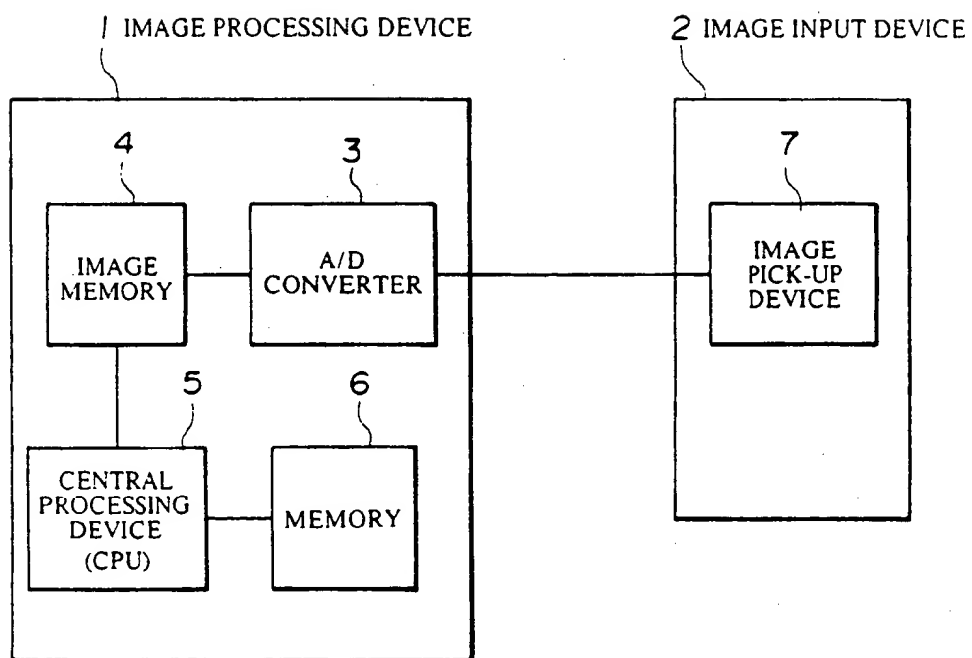 1 IMAGE PROCESSING DEVICE
2 IMAGE INPUT DEVICE
4
3
7
IMAGE
MEMORY
A/D
CONVERTER
IMAGE
PICK-UP
DEVICE
5
6
CENTRAL
PROCESSING
DEVICE
(CPU)
MEMORY